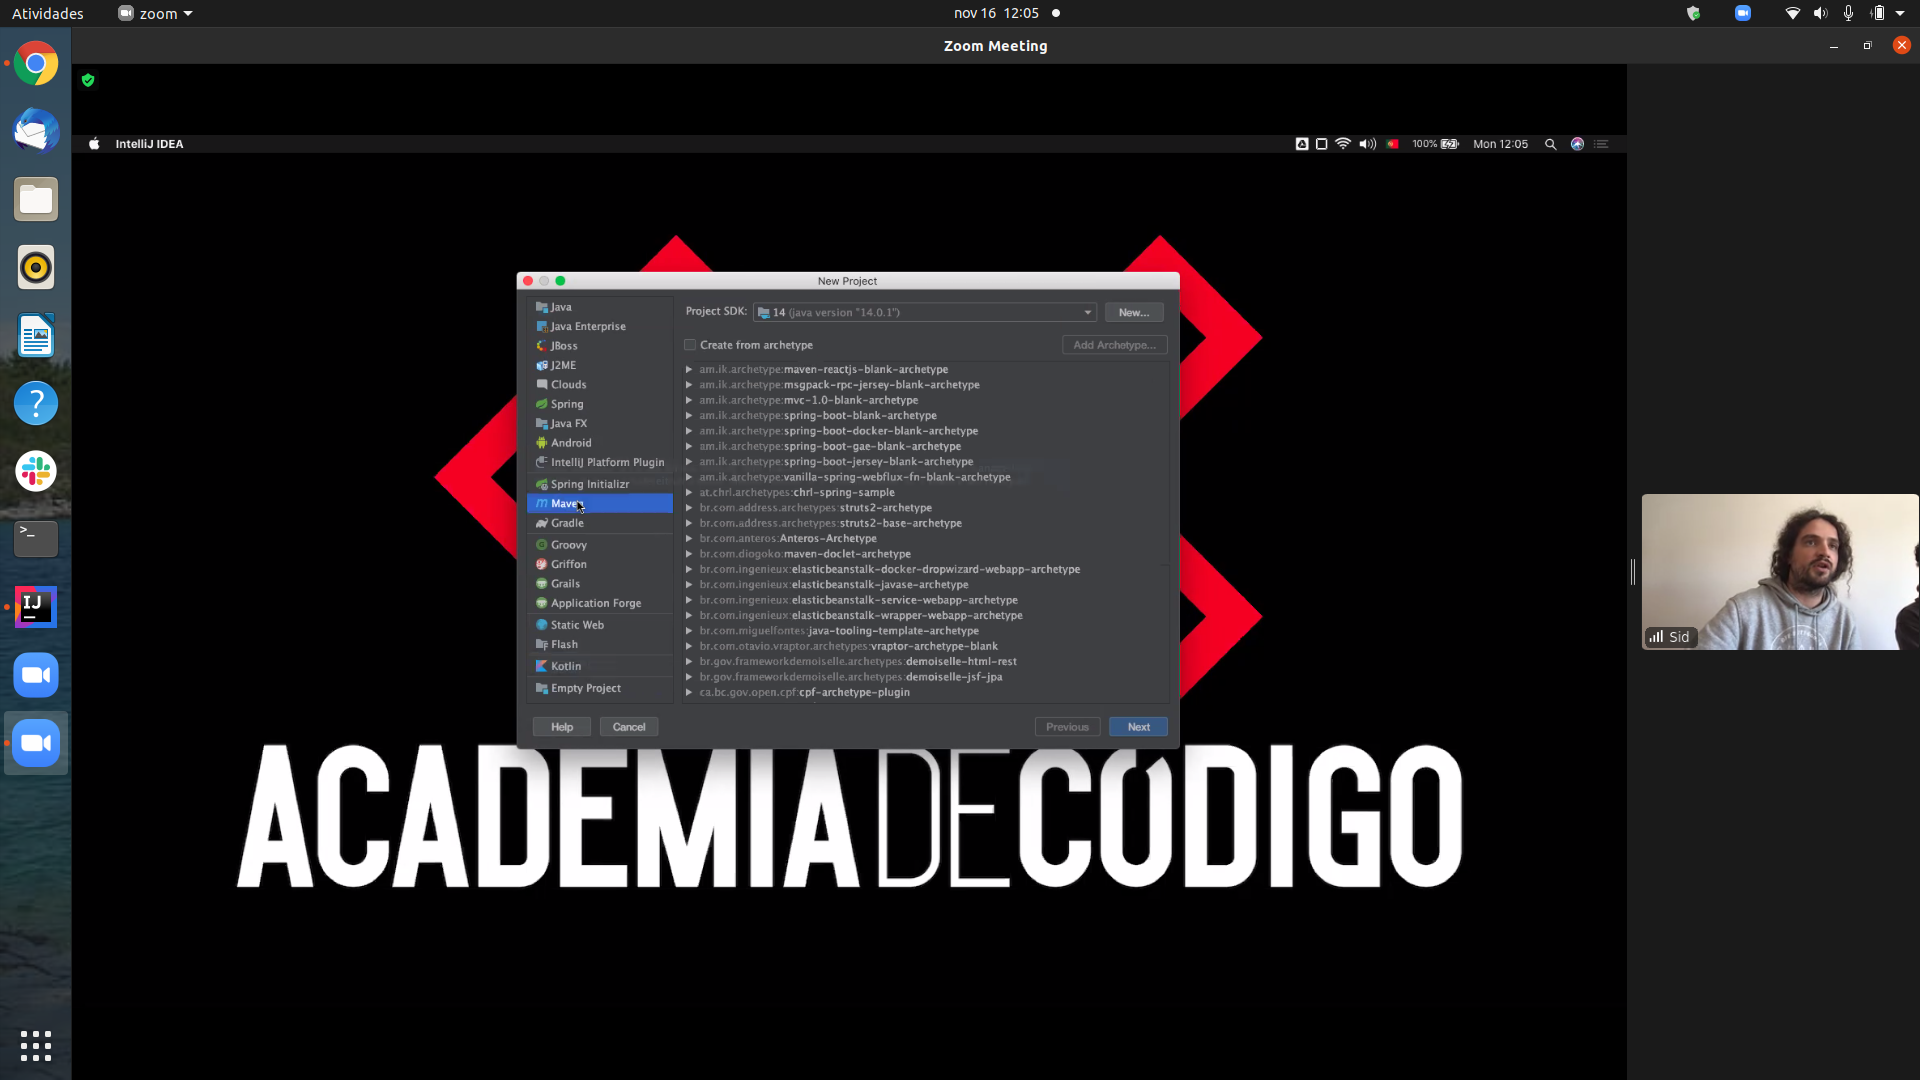 Atividades
zoom
nov 16 12:05
Zoom Meeting
IntelliJ IDEA
100%
Mon 12:05
New Project
Java
Java Enterprise
JBoss
J2ME
Clouds
Spring
Java FX
Android
IntelliJ Platform Plugin
Spring Initializr
Maven
Gradle
Groovy
Griffon
Grails
Application Forge
Static Web
Flash
Kotlin
Empty Project
Project SDK:
14 (java version "14.0.1")
New...
Create from archetype
Add Archetype...
am.ik.archetype:maven-reactjs-blank-archetype
am.ik.archetype:msgpack-rpc-jersey-blank-archetype
am.ik.archetype:mvc-1.0-blank-archetype
am.ik.archetype:spring-boot-blank-archetype
am.ik.archetype:spring-boot-docker-blank-archetype
am.ik.archetype:spring-boot-gae-blank-archetype
am.ik.archetype:spring-boot-jersey-blank-archetype
am.ik.archetype:vanilla-spring-webflux-fn-blank-archetype
at.chrl.archetypes:chrl-spring-sample
br.com.address.archetypes:struts2-archetype
br.com.address.archetypes:struts2-base-archetype
br.com.anteros:Anteros-Archetype
br.com.diogoko:maven-doclet-archetype
br.com.ingenieux:elasticbeanstalk-docker-dropwizard-webapp-archetype
br.com.ingenieux:elasticbeanstalk-javase-archetype
br.com.ingenieux:elasticbeanstalk-service-webapp-archetype
br.com.ingenieux:elasticbeanstalk-wrapper-webapp-archetype
br.com.miguelfontes:java-tooling-template-archetype
br.com.otavio.vraptor.archetypes:vraptor-archetype-blank
br.gov.frameworkdemoiselle.archetypes:demoiselle-html-rest
br.gov.frameworkdemoiselle.archetypes:demoiselle-jsf-jpa
ca.bc.gov.open.cpf:cpf-archetype-plugin
Help
Cancel
Previous
Next
ACADEMIA DE CÓDIGO
Sid